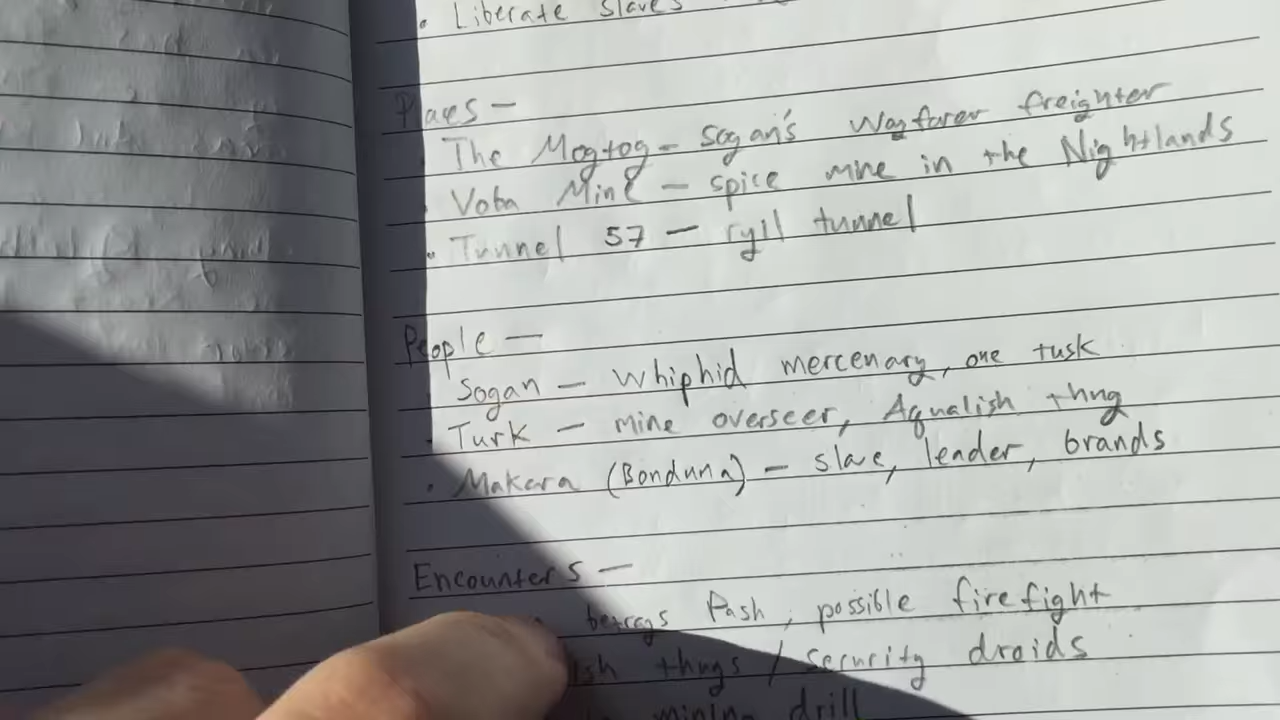 • Liberate slaves
Places —
• The Mogtog — Sogan's Wayfarer freighter
• Vota Mine — spice mine in the Nightlands
• Tunnel 57 — ryll tunnel
People —
Sogan — Whiphid mercenary, one tusk
• Turk — mine overseer, Aqualish thug
• Makara (Bonduna) — slave, leader, brands
Encounters —
betrays Pash, possible firefight
ish thugs / security droids
mining drill